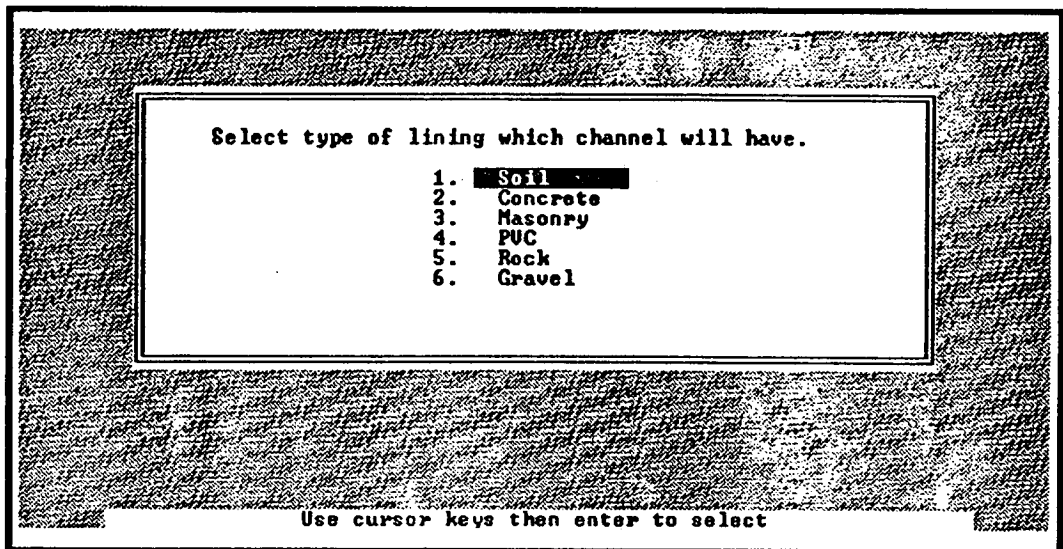 Select type of lining which channel will have.
1. Soil
2. Concrete
3. Masonry
4. PVC
5. Rock
6. Gravel
Use cursor keys then enter to select